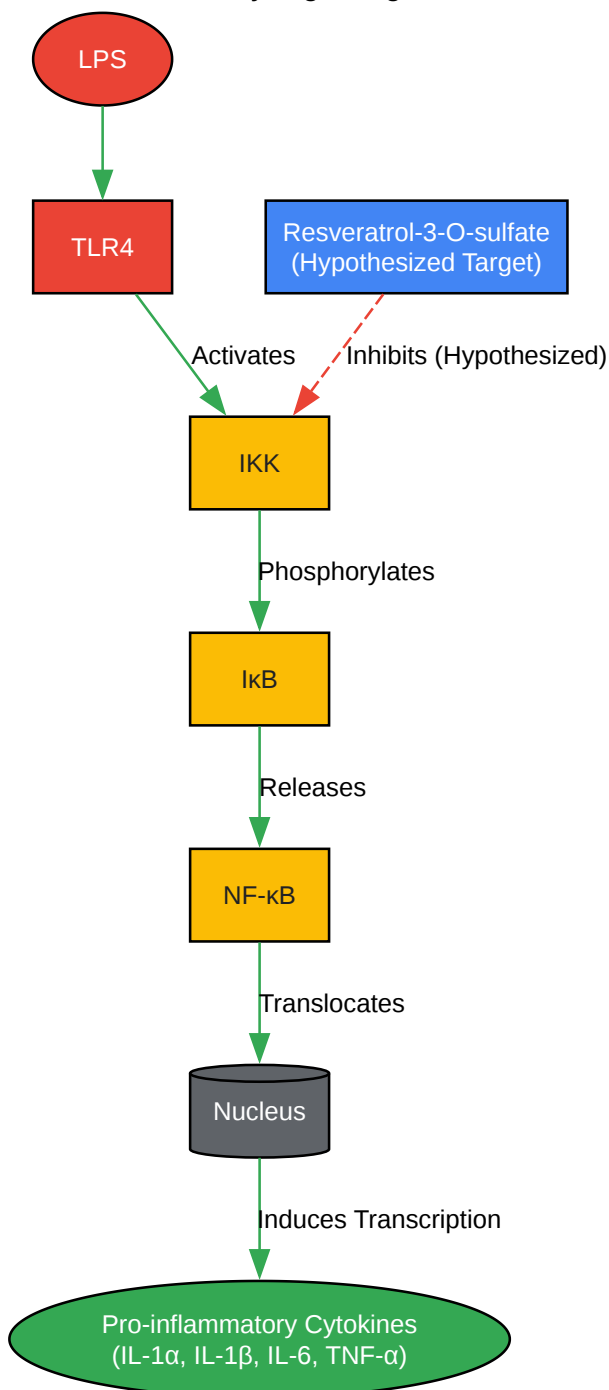 LPS
TLR4
Resveratrol-3-O-sulfate
(Hypothesized Target)
Activates
Inhibits (Hypothesized)
IKK
Phosphorylates
IκB
Releases
NF-κB
Translocates
Nucleus
Induces Transcription
Pro-inflammatory Cytokines
(IL-1α, IL-1β, IL-6, TNF-α)